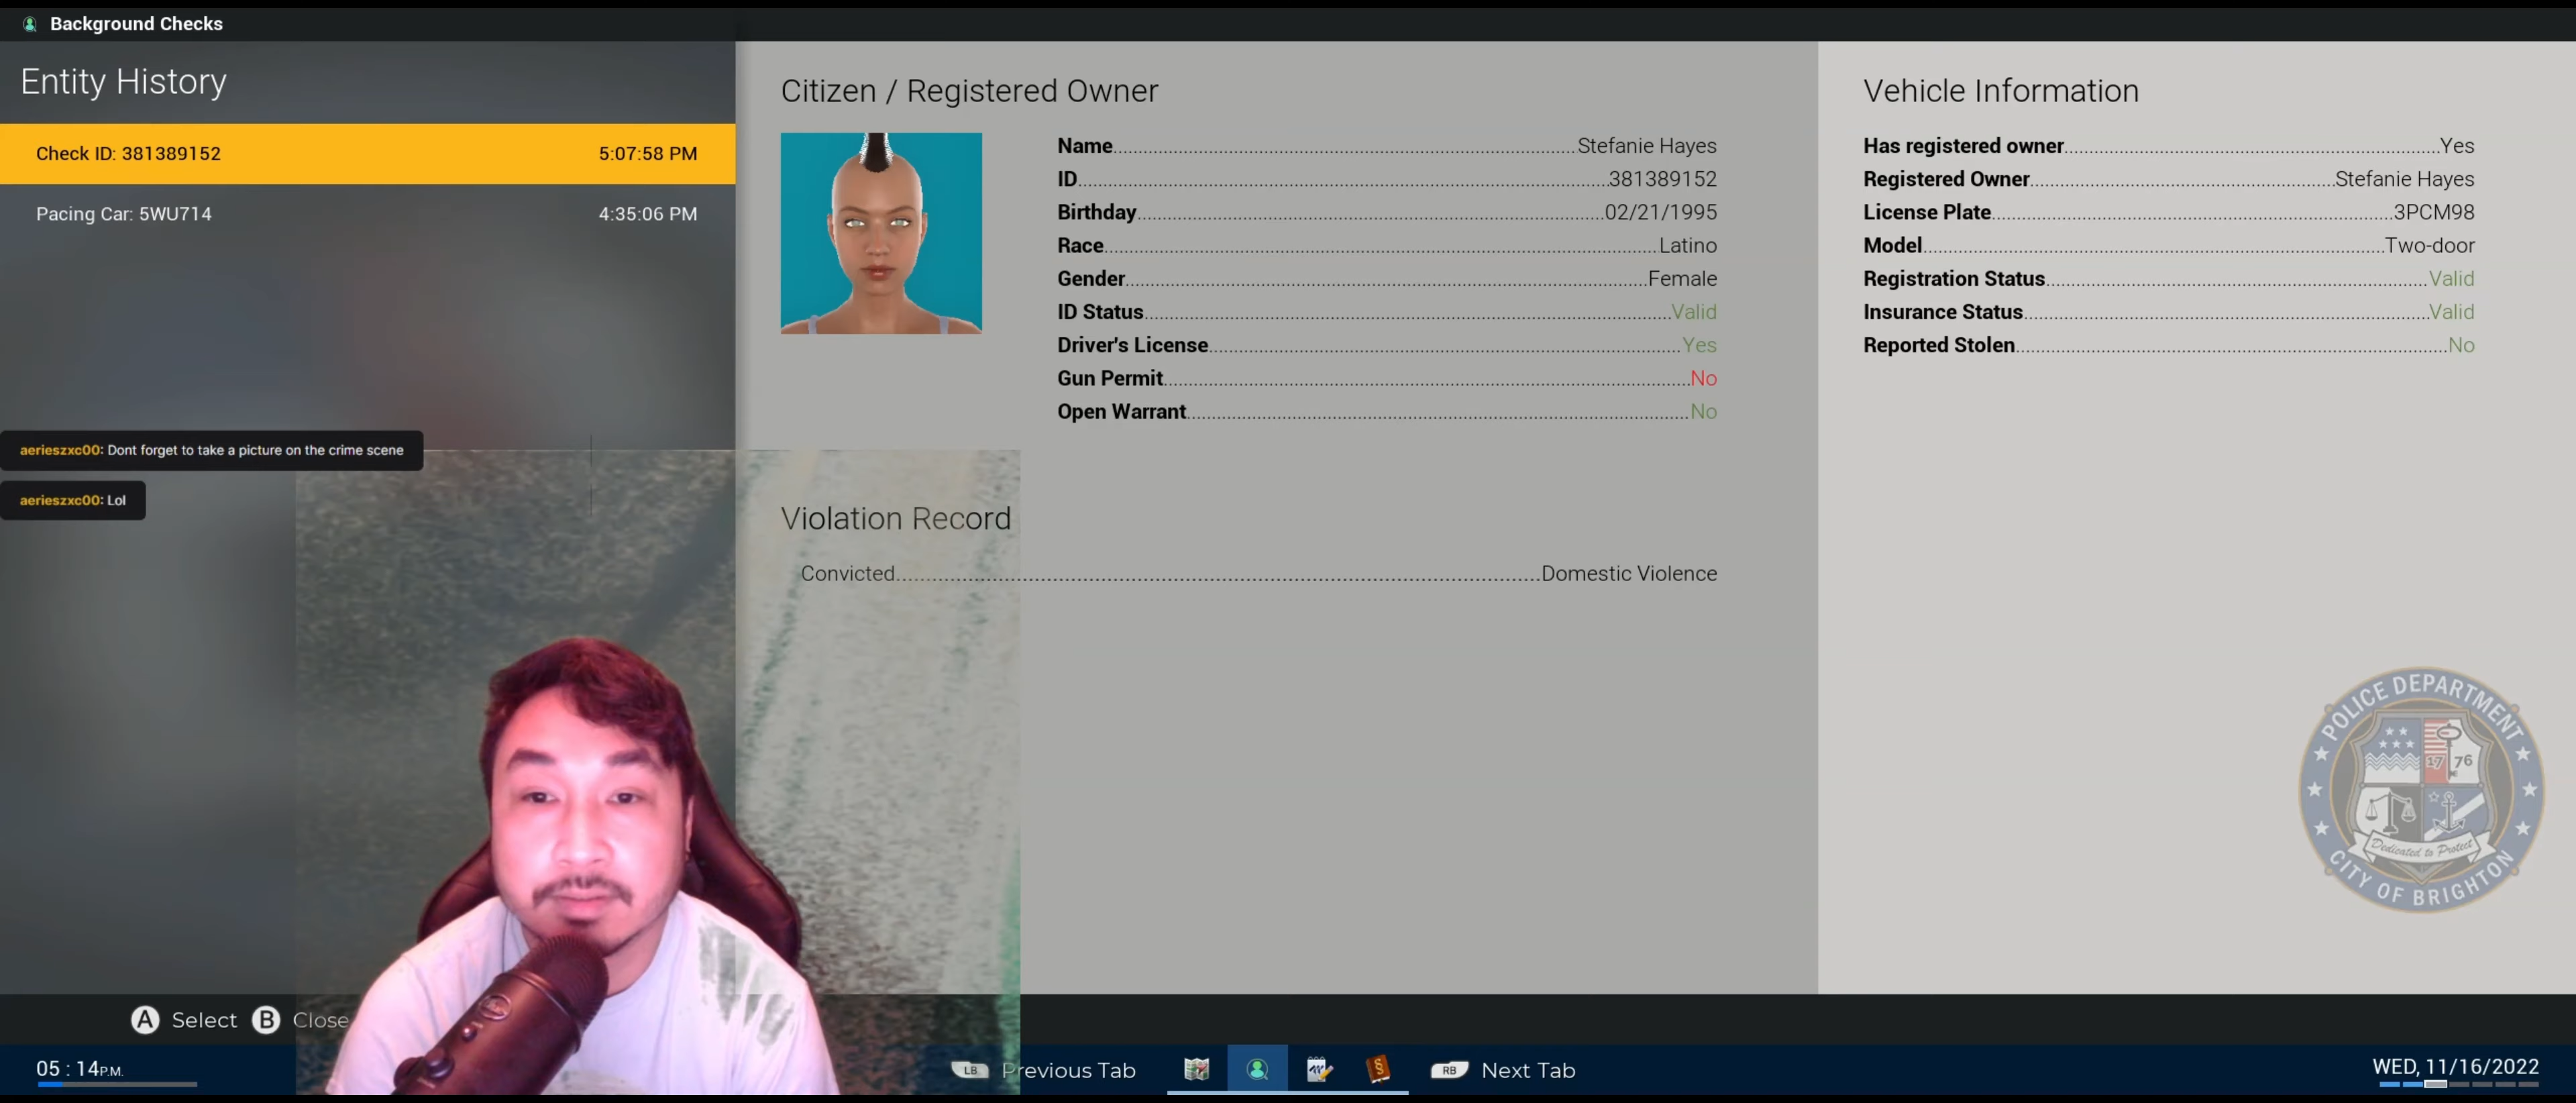 Background Checks
Entity History
Check ID: 381389152 5:07:58 PM
Pacing Car: 5WU714 4:35:06 PM
aerieszxc00: Dont forget to take a picture on the crime scene
aerieszxc00: Lol
Citizen / Registered Owner
Name Stefanie Hayes
ID 381389152
Birthday 02/21/1995
Race Latino
Gender Female
ID Status Valid
Driver's License Yes
Gun Permit No
Open Warrant No
Violation Record
Convicted Domestic Violence
Vehicle Information
Has registered owner Yes
Registered Owner Stefanie Hayes
License Plate 3PCM98
Model Two-door
Registration Status Valid
Insurance Status Valid
Reported Stolen No
POLICE DEPARTMENT
17 76
Dedicated to Protect
CITY OF BRIGHTON
A Select B Close
05 : 14 P.M.
LB Previous Tab
RB Next Tab
WED, 11/16/2022